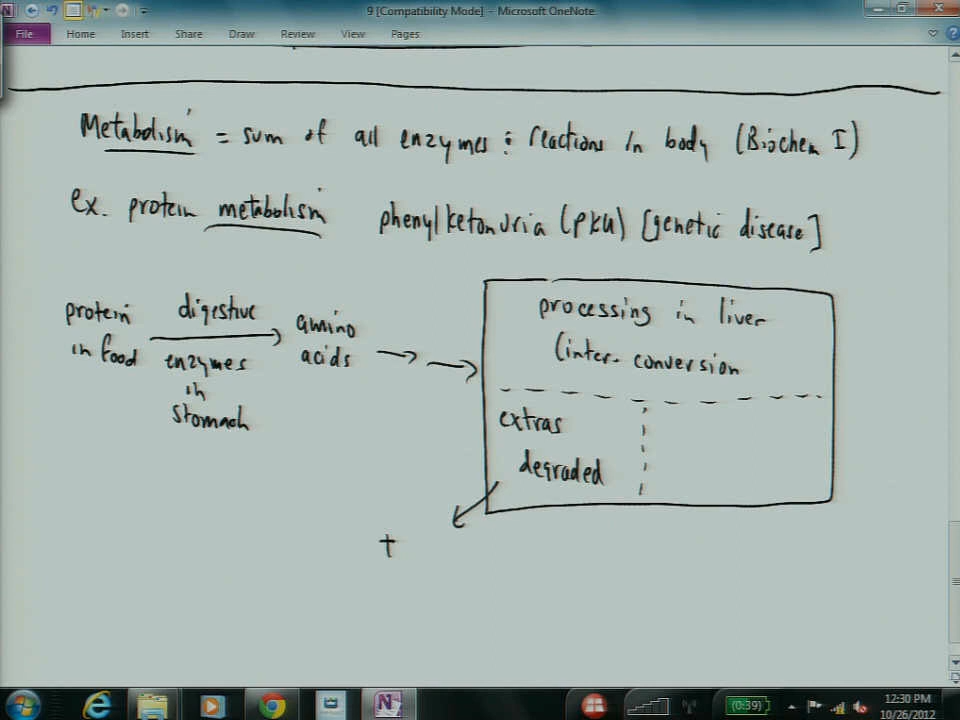 9 [Compatibility Mode] - Microsoft OneNote
File Home Insert Share Draw Review View Pages
Metabolism = sum of all enzymes & reactions in body (Biochem I)
ex. protein metabolism phenylketonuria (PKU) [genetic disease]
protein in food
digestive enzymes in stomach
amino acids
processing in liver
(inter-conversion
extras
degraded
t
(0:39)
12:30 PM
10/26/2012